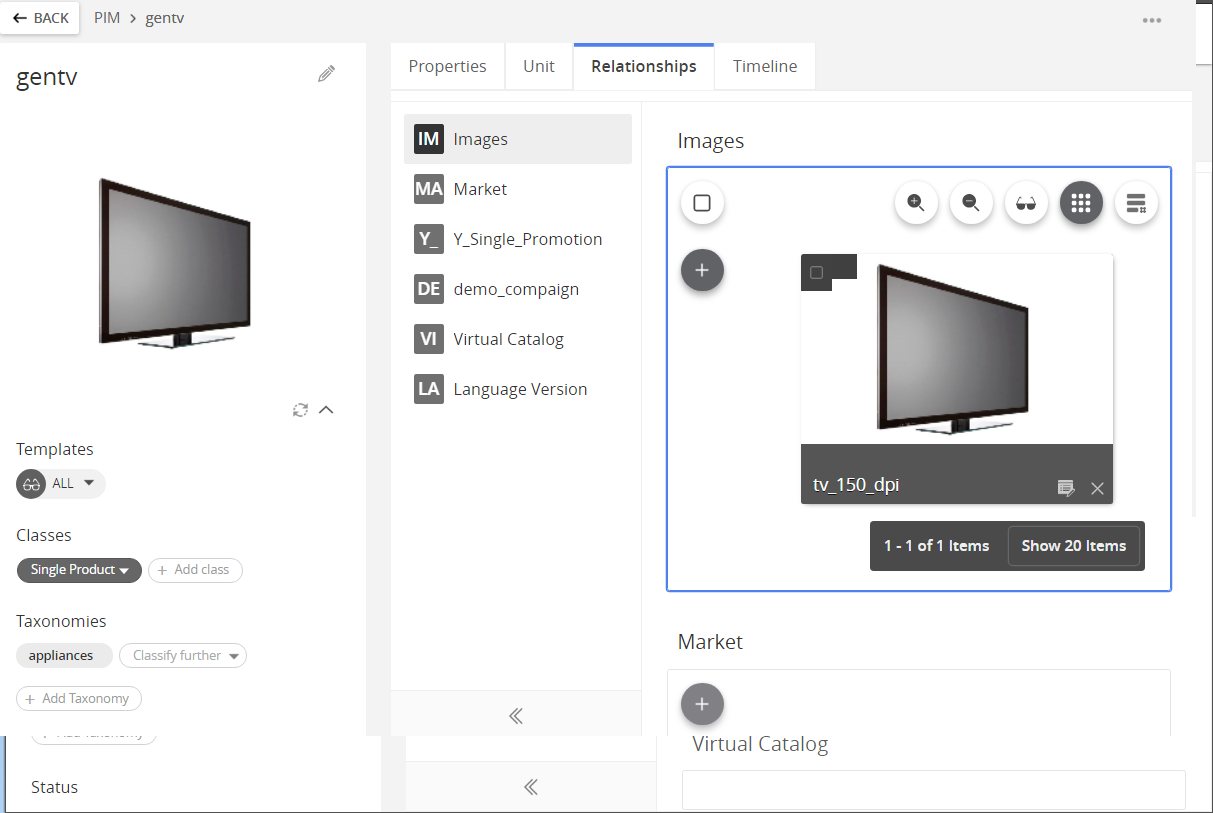 BACK PIM > gentv
gentv
Templates
ALL
Classes
Single Product
+ Add class
Taxonomies
appliances
Classify further
+ Add Taxonomy
Status
Properties
Unit
Relationships
Timeline
IM Images
MA Market
Y_ Y_Single_Promotion
DE demo_compaign
VI Virtual Catalog
LA Language Version
Images
tv_150_dpi
1 - 1 of 1 Items
Show 20 Items
Market
Virtual Catalog